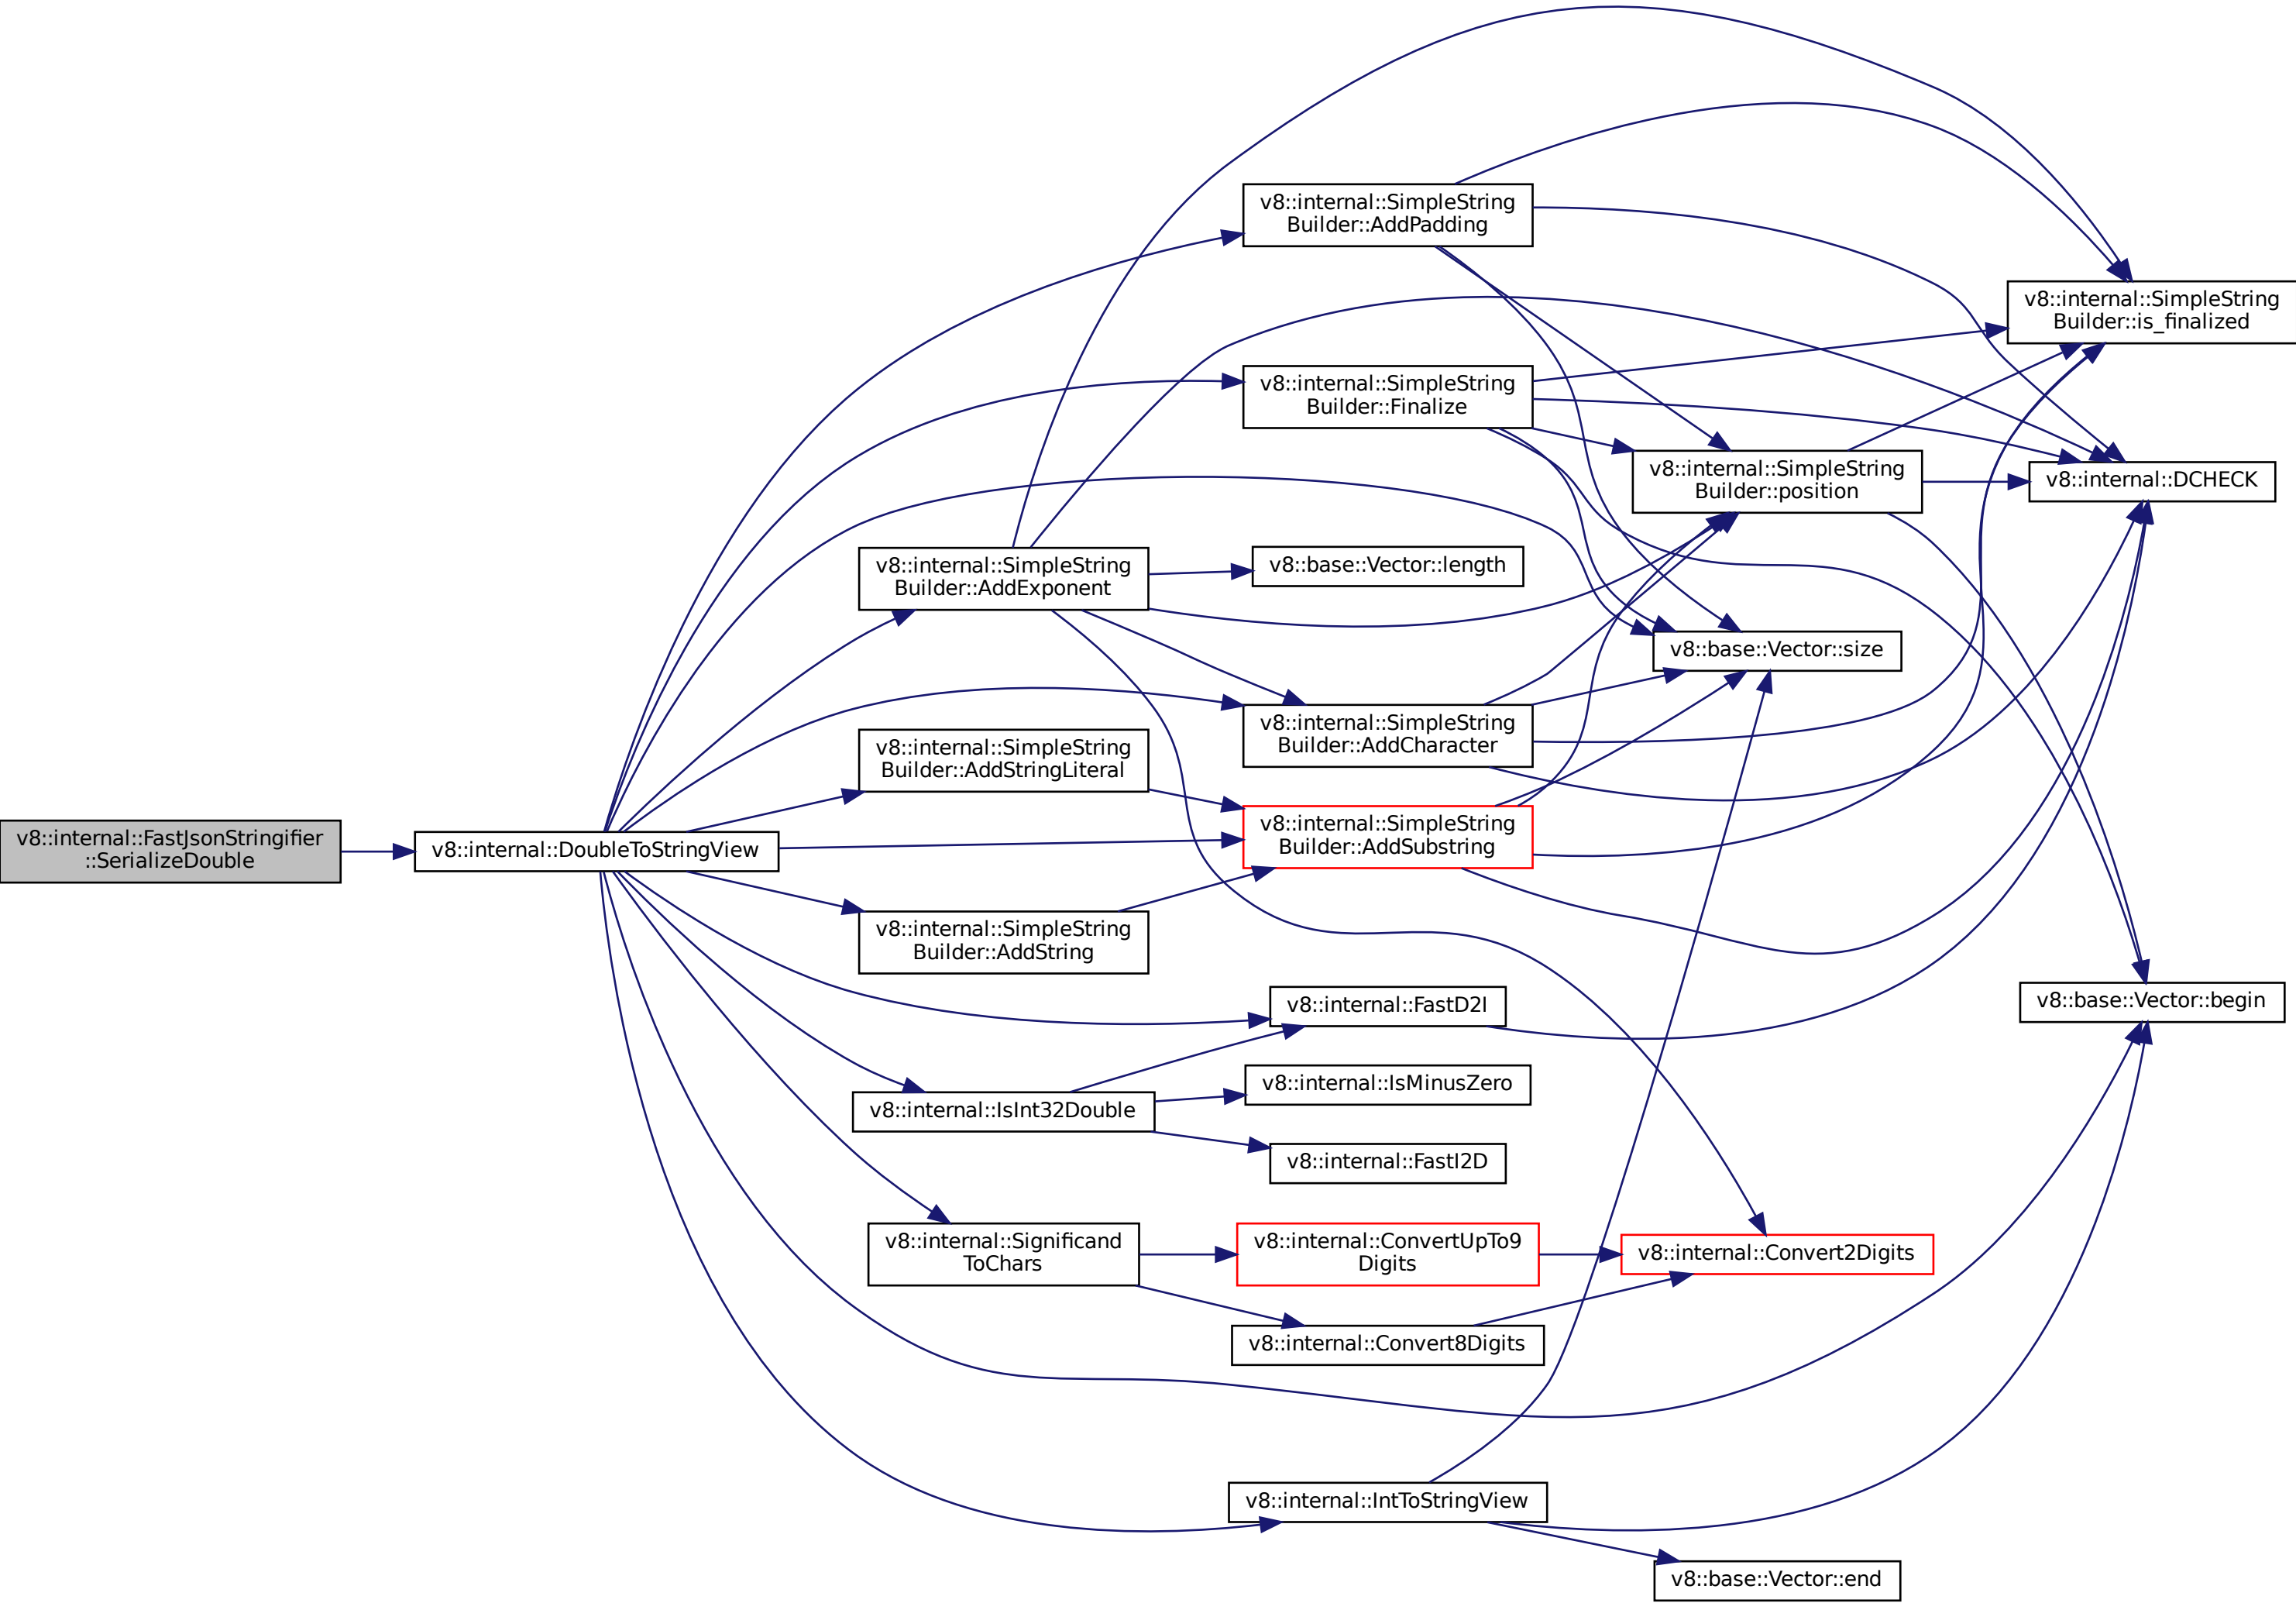 v8::internal::SimpleString
Builder::AddPadding
v8::internal::SimpleString
Builder::is_finalized
v8::internal::SimpleString
Builder::Finalize
v8::internal::SimpleString
Builder::position
v8::internal::DCHECK
v8::internal::SimpleString
Builder::AddExponent
v8::base::Vector::length
v8::base::Vector::size
v8::internal::SimpleString
Builder::AddCharacter
v8::internal::SimpleString
Builder::AddStringLiteral
v8::internal::FastJsonStringifier
::SerializeDouble
v8::internal::DoubleToStringView
v8::internal::SimpleString
Builder::AddSubstring
v8::internal::SimpleString
Builder::AddString
v8::internal::FastD2I
v8::base::Vector::begin
v8::internal::IsMinusZero
v8::internal::IsInt32Double
v8::internal::FastI2D
v8::internal::Significand
ToChars
v8::internal::ConvertUpTo9
Digits
v8::internal::Convert2Digits
v8::internal::Convert8Digits
v8::internal::IntToStringView
v8::base::Vector::end